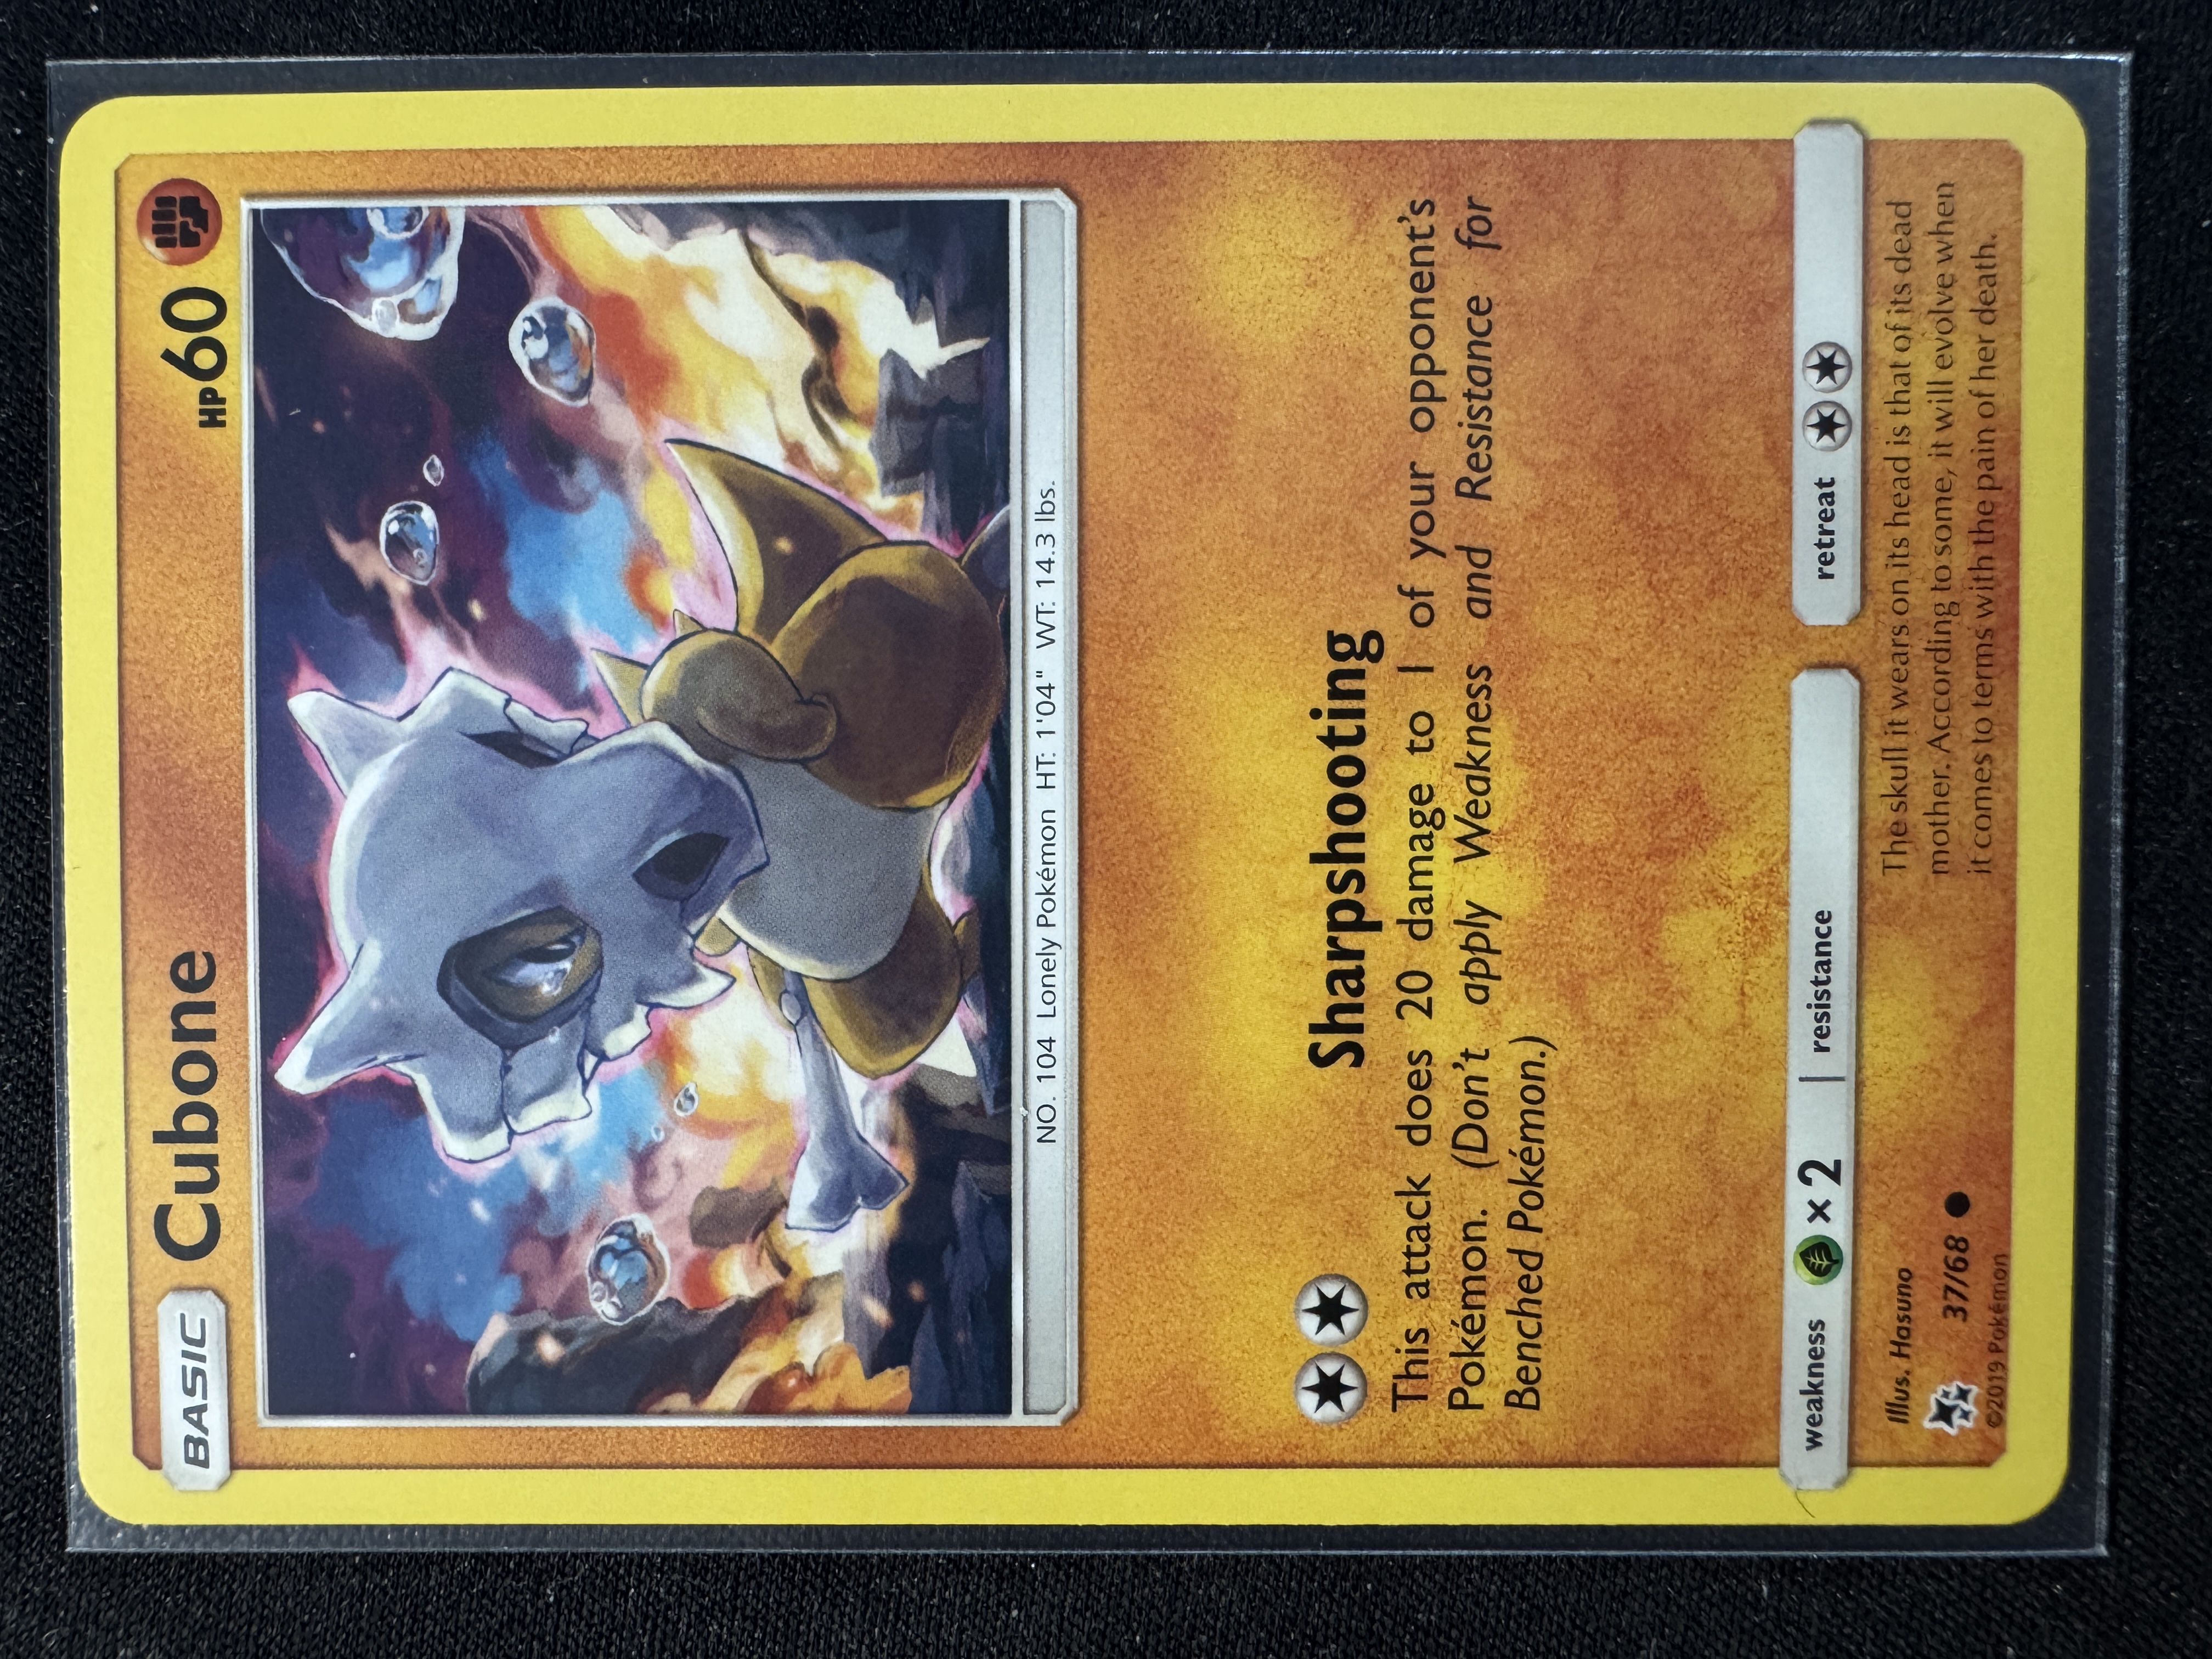 BASIC Cubone HP 60
NO. 104 Lonely Pokémon HT: 1'04" WT: 14.3 lbs.
Sharpshooting
This attack does 20 damage to 1 of your opponent's
Pokémon. (Don't apply Weakness and Resistance for
Benched Pokémon.)
weakness × 2 | resistance
retreat
Illus. Hasuno
37/68
©2019 Pokémon
The skull it wears on its head is that of its dead
mother. According to some, it will evolve when
it comes to terms with the pain of her death.